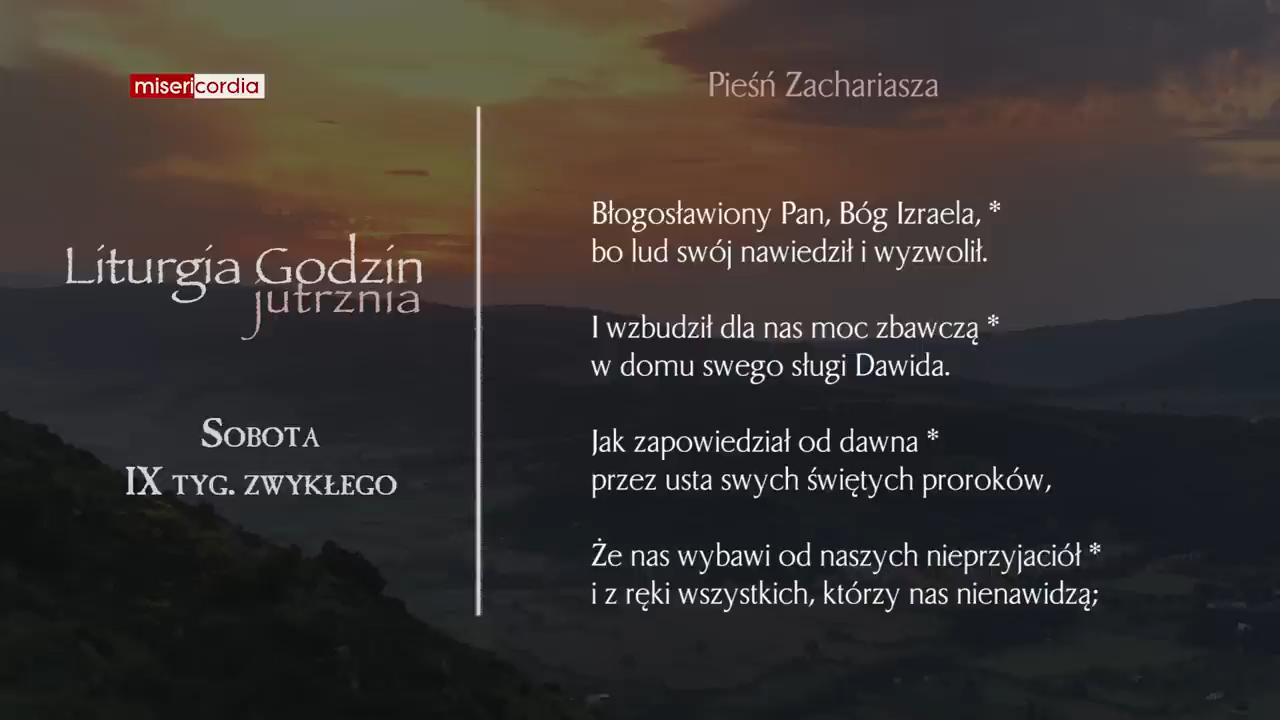 misericordia
Liturgia Godzin
jutrznia
Sobota
IX tyg. zwykłego
Pieśń Zachariasza
Błogosławiony Pan, Bóg Izraela, *
bo lud swój nawiedził i wyzwolił.
I wzbudził dla nas moc zbawczą *
w domu swego sługi Dawida.
Jak zapowiedział od dawna *
przez usta swych świętych proroków,
Że nas wybawi od naszych nieprzyjaciół *
i z ręki wszystkich, którzy nas nienawidzą;